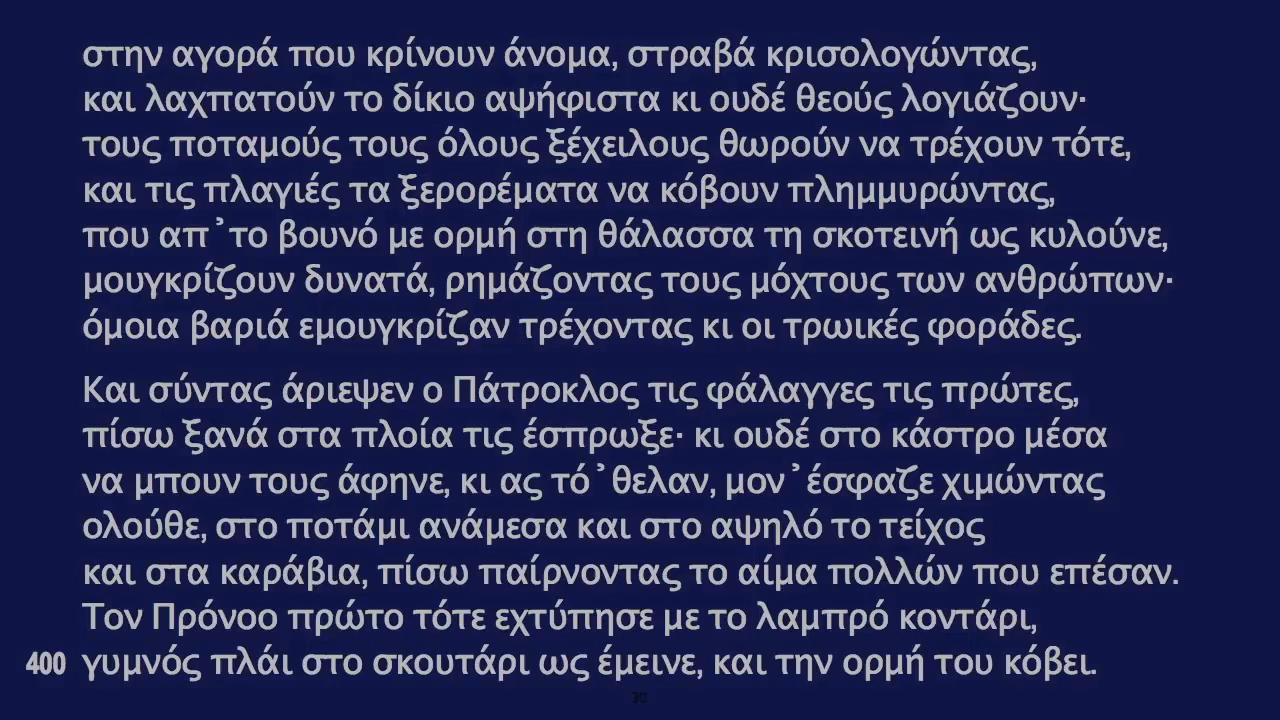 στην αγορά που κρίνουν άνομα, στραβά κρισολογώντας,
και λαχπατούν το δίκιο αψήφιστα κι ουδέ θεούς λογιάζουν·
τους ποταμούς τους όλους ξέχειλους θωρούν να τρέχουν τότε,
και τις πλαγιές τα ξερορέματα να κόβουν πλημμυρώντας,
που απ᾿το βουνό με ορμή στη θάλασσα τη σκοτεινή ως κυλούνε,
μουγκρίζουν δυνατά, ρημάζοντας τους μόχτους των ανθρώπων·
όμοια βαριά εμουγκρίζαν τρέχοντας κι οι τρωικές φοράδες.
Και σύντας άριεψεν ο Πάτροκλος τις φάλαγγες τις πρώτες,
πίσω ξανά στα πλοία τις έσπρωξε· κι ουδέ στο κάστρο μέσα
να μπουν τους άφηνε, κι ας τό᾿θελαν, μον᾿έσφαζε χιμώντας
ολούθε, στο ποτάμι ανάμεσα και στο αψηλό το τείχος
και στα καράβια, πίσω παίρνοντας το αίμα πολλών που επέσαν.
Τον Πρόνοο πρώτο τότε εχτύπησε με το λαμπρό κοντάρι,
400 γυμνός πλάι στο σκουτάρι ως έμεινε, και την ορμή του κόβει.